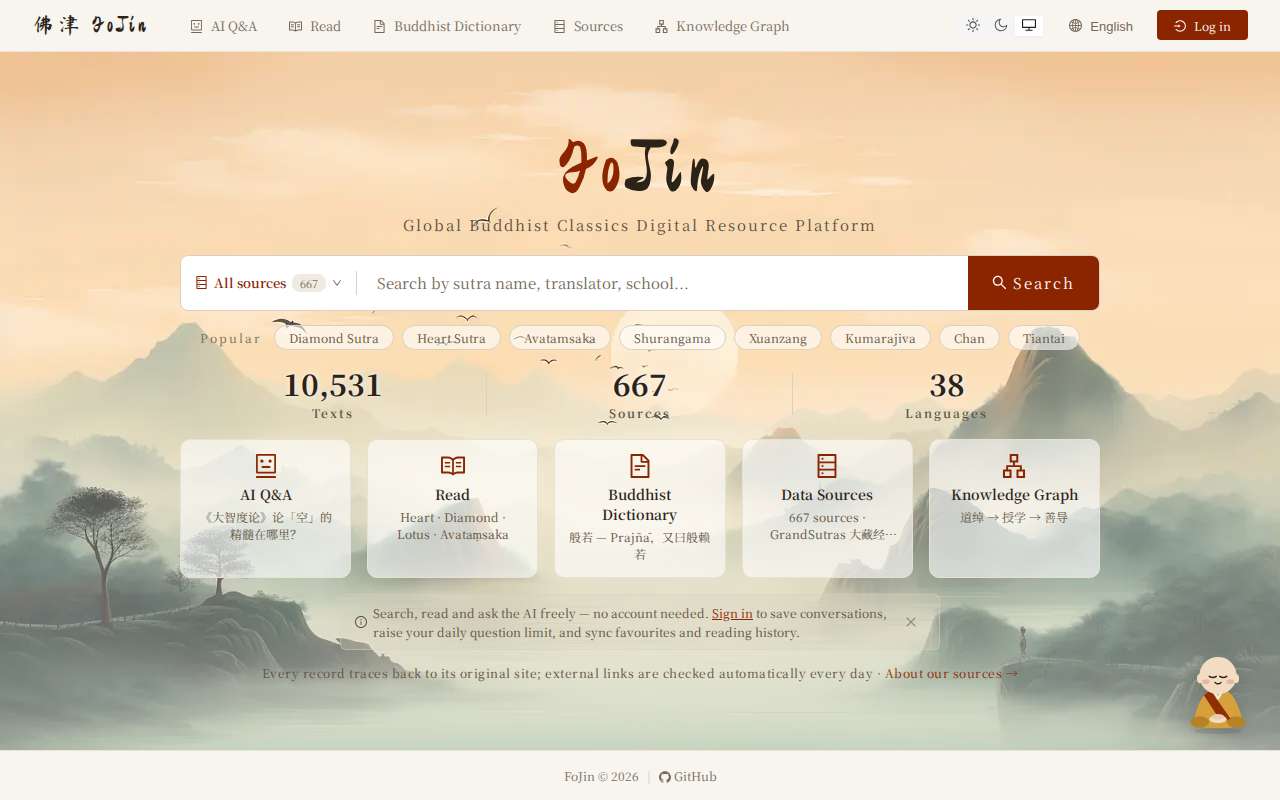 佛津 FoJin
AI Q&A
Read
Buddhist Dictionary
Sources
Knowledge Graph
English
Log in
FoJin
Global Buddhist Classics Digital Resource Platform
All sources 667
Search by sutra name, translator, school...
Search
Popular
Diamond Sutra
Heart Sutra
Avatamsaka
Shurangama
Xuanzang
Kumarajiva
Chan
Tiantai
10,531
Texts
667
Sources
38
Languages
AI Q&A
《大智度论》论「空」的
精髓在哪里?
Read
Heart · Diamond ·
Lotus · Avataṃsaka
Buddhist
Dictionary
般若 — Prajñā，又曰般赖
若
Data Sources
667 sources ·
GrandSutras 大藏经…
Knowledge Graph
道绰 → 授学 → 善导
Search, read and ask the AI freely — no account needed. Sign in to save conversations,
raise your daily question limit, and sync favourites and reading history.
Every record traces back to its original site; external links are checked automatically every day · About our sources →
FoJin © 2026 | GitHub